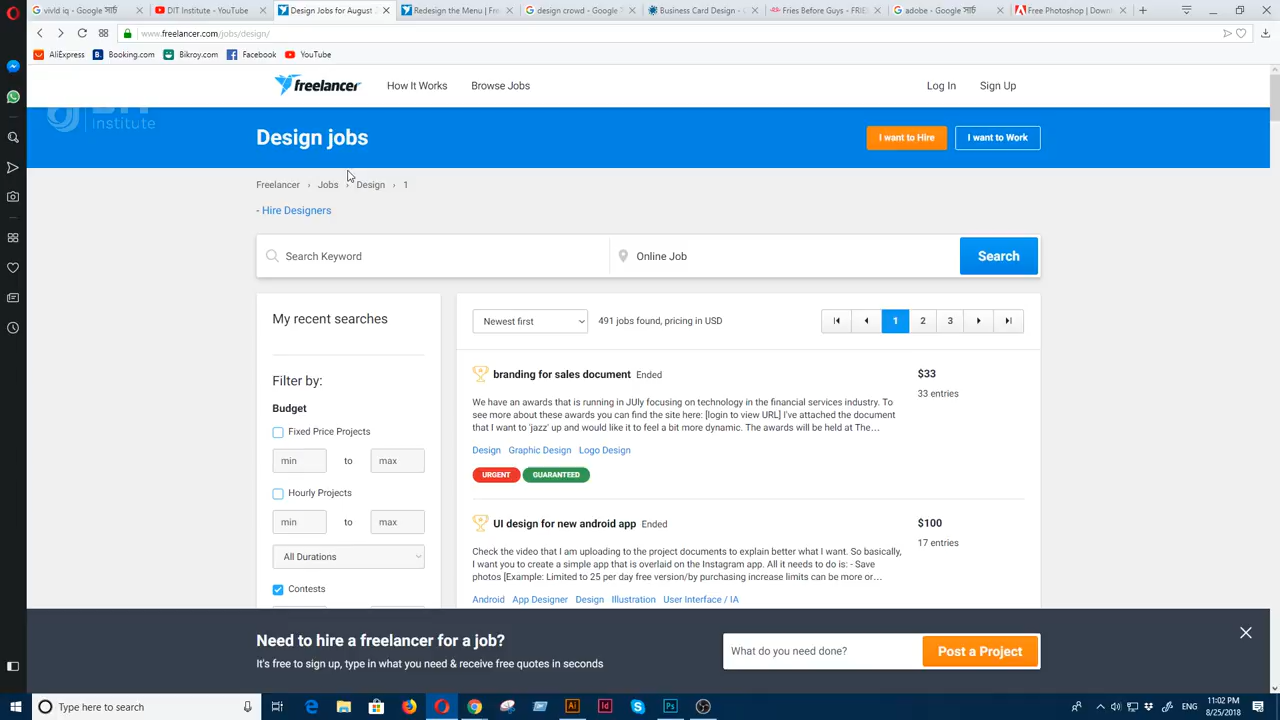 vivid iq - Google সার্চ
DIT Institute - YouTube
Design Jobs for August
Redesign the Menu | Fre
design crowd - Google
Business Card Design - C
Fries Before Guys – FRIE
adobe - Google সার্চ
Free Photoshop | Down
www.freelancer.com/jobs/design/
AliExpress
Booking.com
Bikroy.com
Facebook
YouTube
freelancer
How It Works
Browse Jobs
Log In
Sign Up
institute
Design jobs
I want to Hire
I want to Work
Freelancer › Jobs › Design › 1
- Hire Designers
Search Keyword
Online Job
Search
My recent searches
Filter by:
Budget
Fixed Price Projects
min to max
Hourly Projects
min to max
All Durations
Contests
Newest first
491 jobs found, pricing in USD
1 2 3
branding for sales document Ended
$33
33 entries
We have an awards that is running in JUly focusing on technology in the financial services industry. To
see more about these awards you can find the site here: [login to view URL] I've attached the document
that I want to 'jazz' up and would like it to feel a bit more dynamic. The awards will be held at The...
Design Graphic Design Logo Design
URGENT GUARANTEED
UI design for new android app Ended
$100
17 entries
Check the video that I am uploading to the project documents to explain better what I want. So basically,
I want you to create a simple app that is overlaid on the Instagram app. All it needs to do is: - Save
photos [Example: Limited to 25 per day free version/by purchasing increase limits can be more or...
Android App Designer Design Illustration User Interface / IA
Need to hire a freelancer for a job?
It's free to sign up, type in what you need & receive free quotes in seconds
What do you need done?
Post a Project
Type here to search
ENG
11:02 PM
8/25/2018